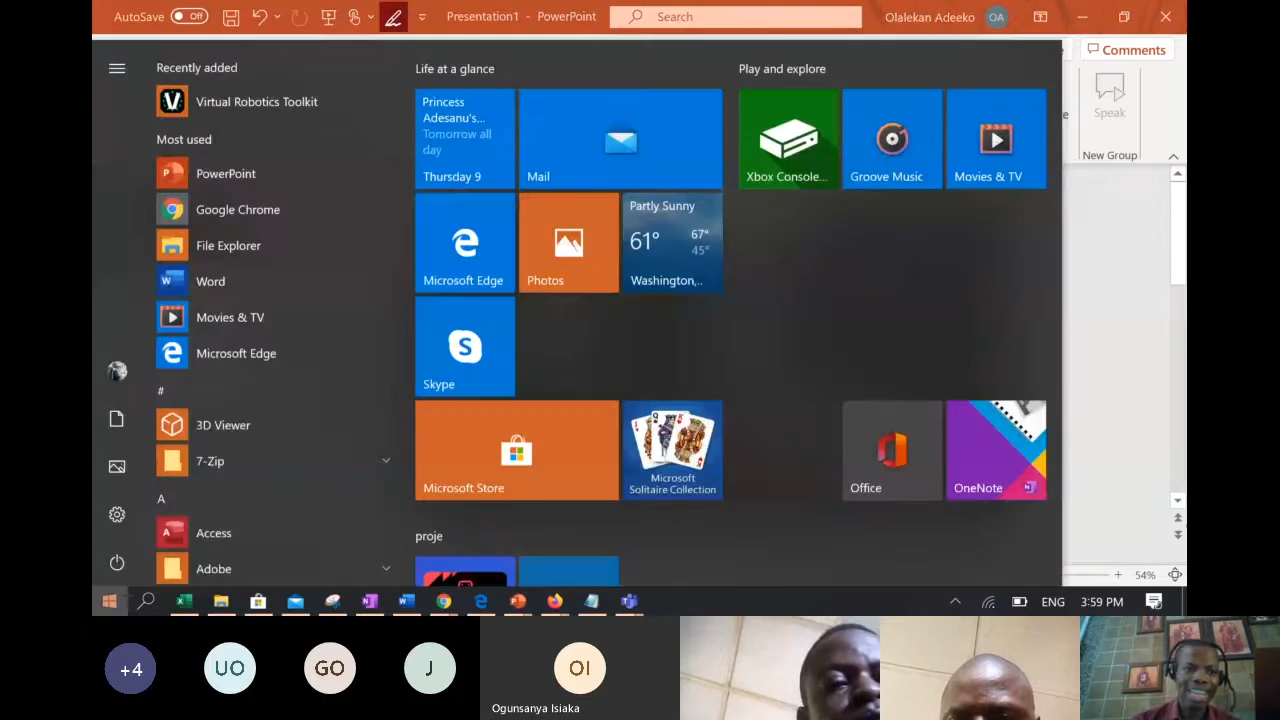 AutoSave Off Presentation1 - PowerPoint Search Olalekan Adeeko OA
Comments
Speak
New Group
Recently added
Virtual Robotics Toolkit
Most used
PowerPoint
Google Chrome
File Explorer
Word
Movies & TV
Microsoft Edge
#
3D Viewer
7-Zip
A
Access
Adobe
Life at a glance
Princess
Adesanu's...
Tomorrow all
day
Thursday 9
Mail
Microsoft Edge
Photos
Partly Sunny
61° 67°
45°
Washington,..
Skype
Microsoft Store
Microsoft
Solitaire Collection
proje
Play and explore
Xbox Console...
Groove Music
Movies & TV
Office
OneNote
54%
ENG 3:59 PM
+4
UO
GO
J
OI
Ogunsanya Isiaka